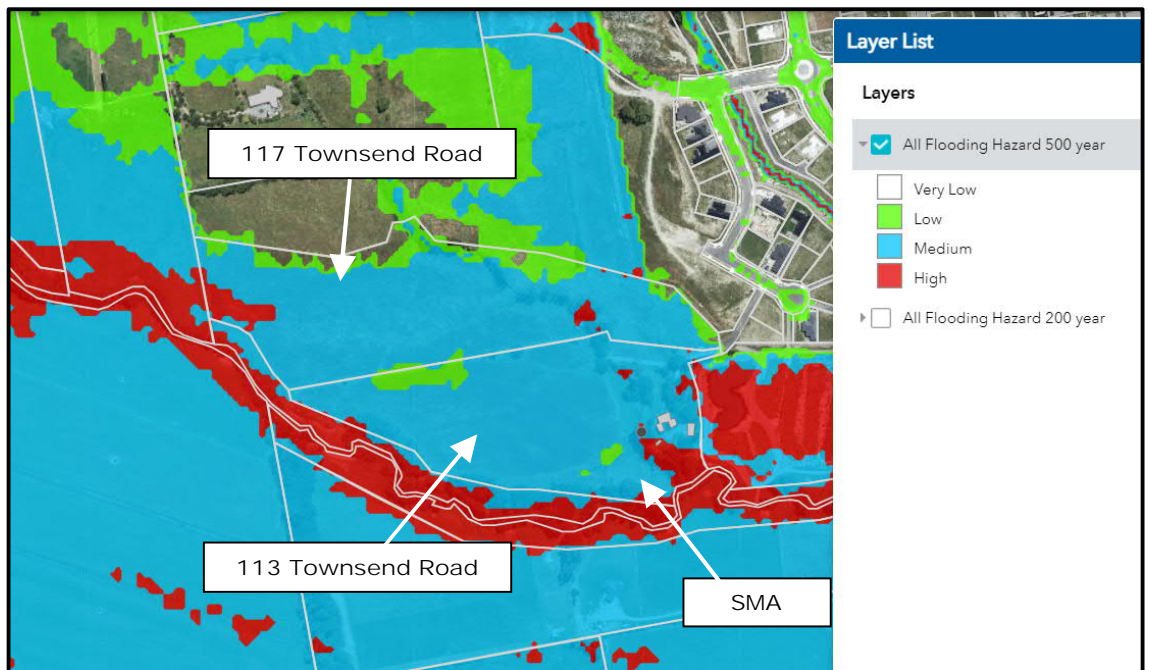 Layer List
Layers
All Flooding Hazard 500 year
Very Low
Low
Medium
High
All Flooding Hazard 200 year
117 Townsend Road
113 Townsend Road
SMA